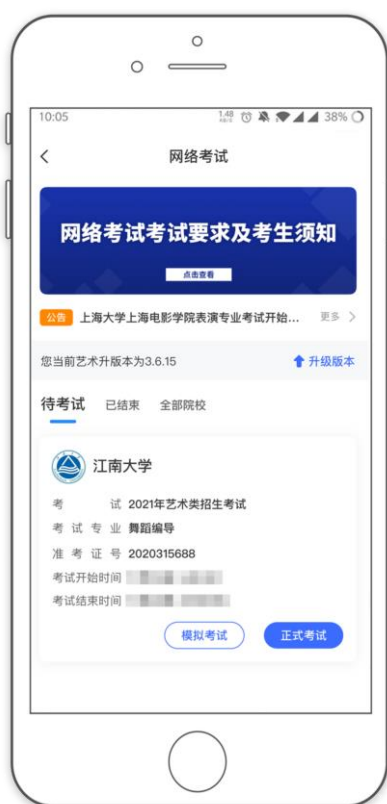 10:05
1.48
KB/s
38%
网络考试
网络考试考试要求及考生须知
点击查看
公告 上海大学上海电影学院表演专业考试开始... 更多
您当前艺术升版本为3.6.15 升级版本
待考试 已结束 全部院校
江南大学
考试 2021年艺术类招生考试
考试专业 舞蹈编导
准考证号 2020315688
考试开始时间
考试结束时间
模拟考试 正式考试